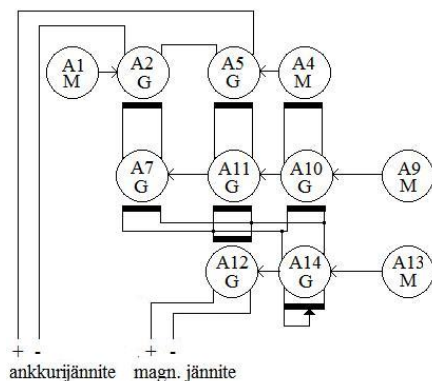 A1 M
A2 G
A5 G
A4 M
A7 G
A11 G
A10 G
A9 M
A12 G
A14 G
A13 M
+ - + -
ankkurijännite magn. jännite